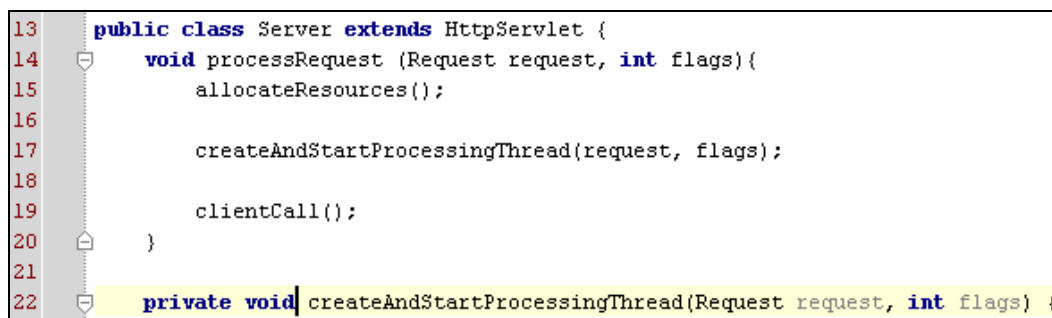 13 public class Server extends HttpServlet {
14 void processRequest (Request request, int flags){
15 allocateResources();
16
17 createAndStartProcessingThread(request, flags);
18
19 clientCall();
20 }
21
22 private void createAndStartProcessingThread(Request request, int flags) {